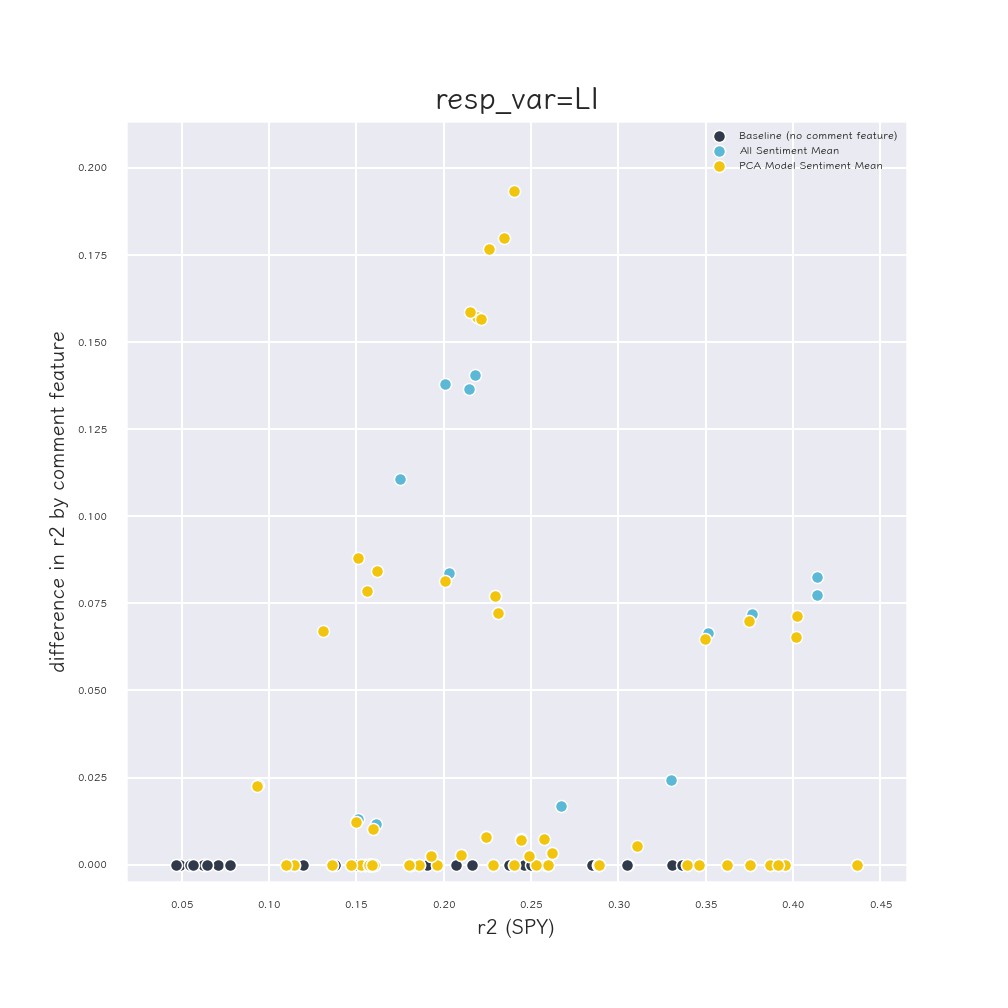 resp_var=LI
Baseline (no comment feature)
All Sentiment Mean
PCA Model Sentiment Mean
difference in r2 by comment feature
0.200
0.175
0.150
0.125
0.100
0.075
0.050
0.025
0.000
0.05 0.10 0.15 0.20 0.25 0.30 0.35 0.40 0.45
r2 (SPY)